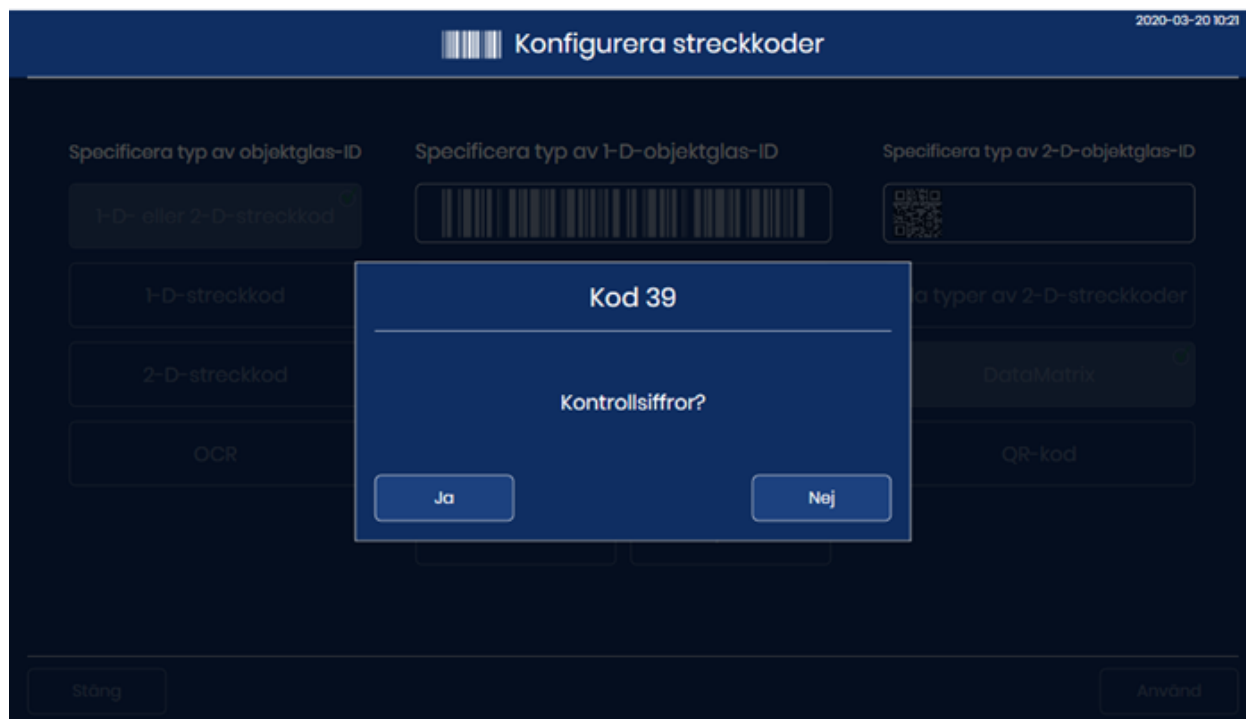 2020-03-20 10:21
Konfigurera streckkoder
Specificera typ av objektglas-ID
Specificera typ av 1-D-objektglas-ID
Specificera typ av 2-D-objektglas-ID
1-D- eller 2-D-streckkod
1-D-streckkod
2-D-streckkod
OCR
Kod 39
Kontrollsiffror?
Ja
Nej
typer av 2-D-streckkoder
DataMatrix
QR-kod
Stäng
Använd